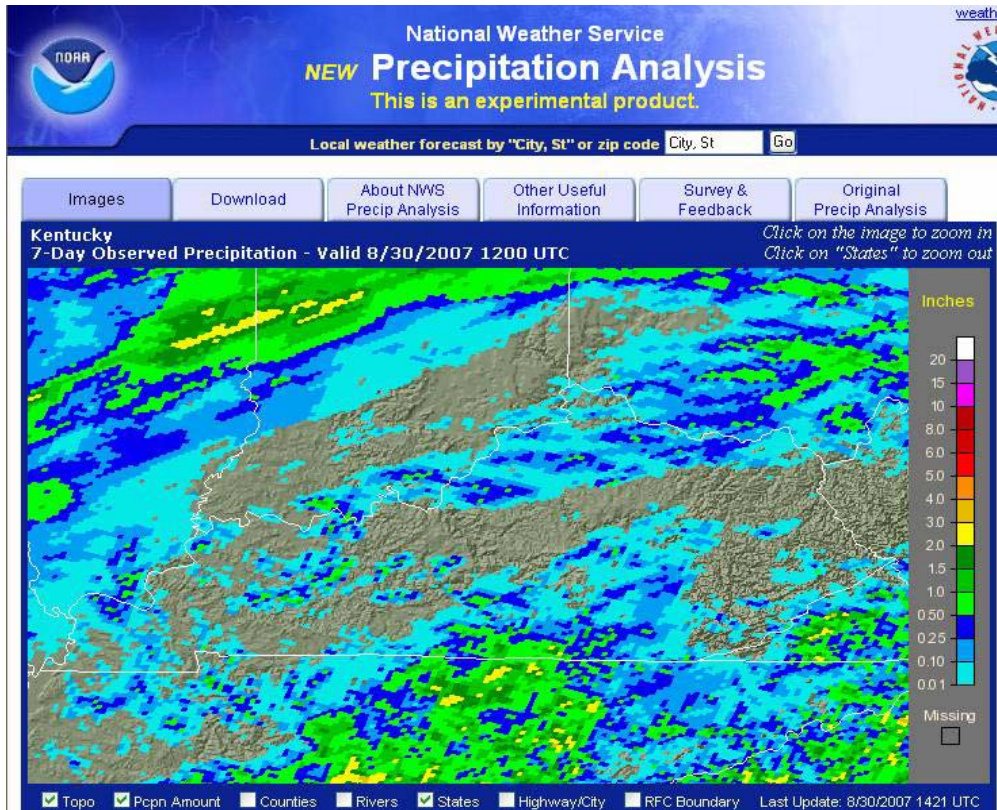 weath
NOAA
National Weather Service
NEW Precipitation Analysis
This is an experimental product.
Local weather forecast by "City, St" or zip code City, St Go
Images
Download
About NWS
Precip Analysis
Other Useful
Information
Survey &
Feedback
Original
Precip Analysis
Kentucky
7-Day Observed Precipitation - Valid 8/30/2007 1200 UTC
Click on the image to zoom in
Click on "States" to zoom out
Inches
20
15
10
8.0
6.0
5.0
4.0
3.0
2.0
1.5
1.0
0.50
0.25
0.10
0.01
Missing
Topo Pcpn Amount Counties Rivers States Highway/City RFC Boundary Last Update: 8/30/2007 1421 UTC